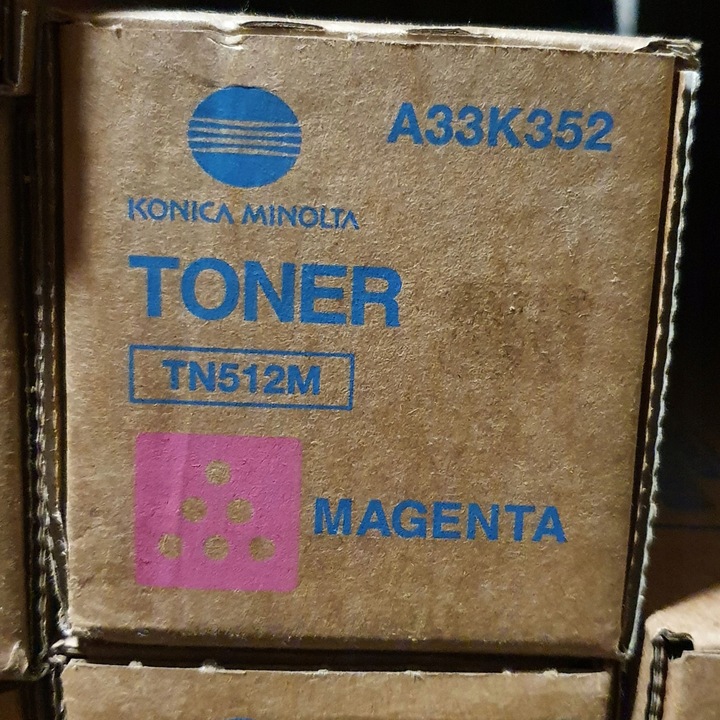 A33K352
KONICA MINOLTA
TONER
TN512M
MAGENTA